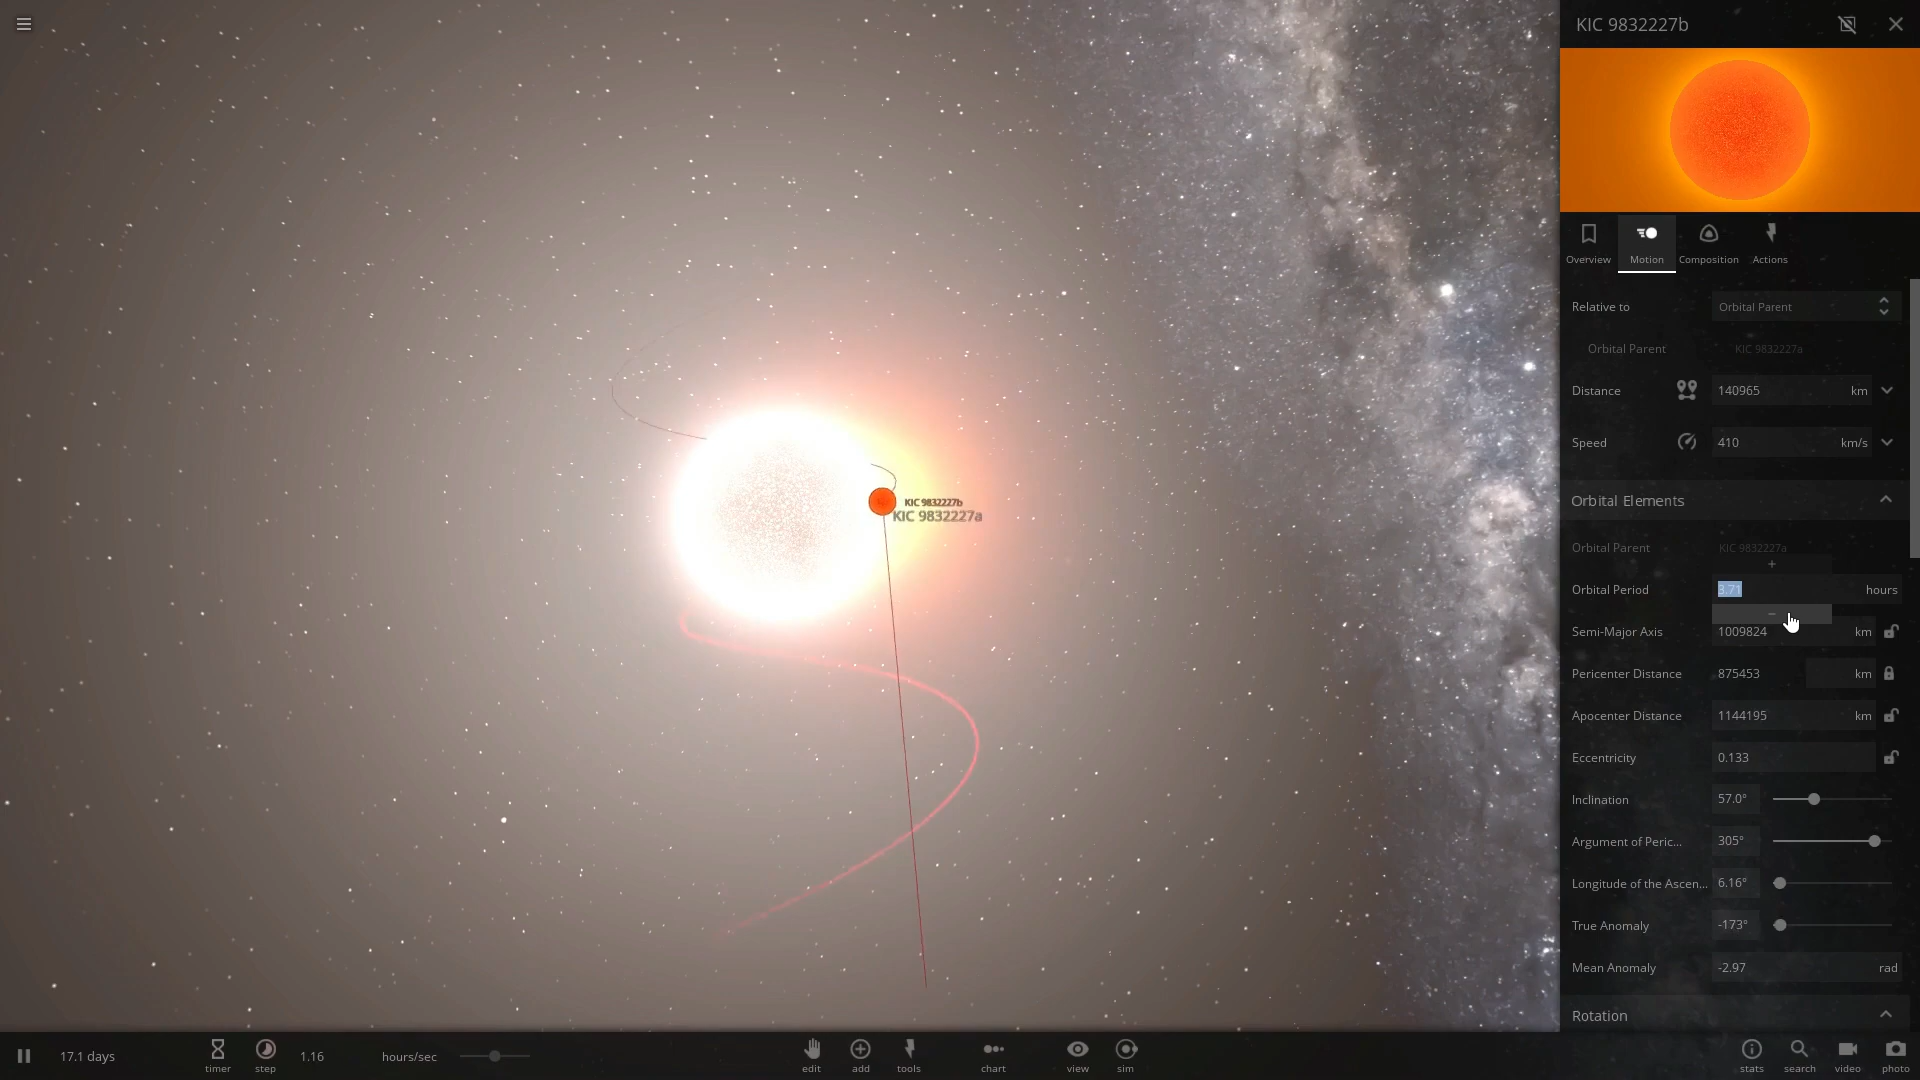 KIC 9832227b
Overview
Motion
Composition
Actions
Relative to
Orbital Parent
Orbital Parent
KIC 9832227a
Distance
140965
km
Speed
410
km/s
KIC 9832227b
KIC 9832227a
Orbital Elements
Orbital Parent
KIC 9832227a
+
Orbital Period
3.71
hours
−
Semi-Major Axis
1009824
km
Pericenter Distance
875453
km
Apocenter Distance
1144195
km
Eccentricity
0.133
Inclination
57.0°
Argument of Peric...
305°
Longitude of the Ascen...
6.16°
True Anomaly
-173°
Mean Anomaly
-2.97
rad
Rotation
17.1 days
timer
step
1.16
hours/sec
edit
add
tools
chart
view
sim
stats
search
video
photo